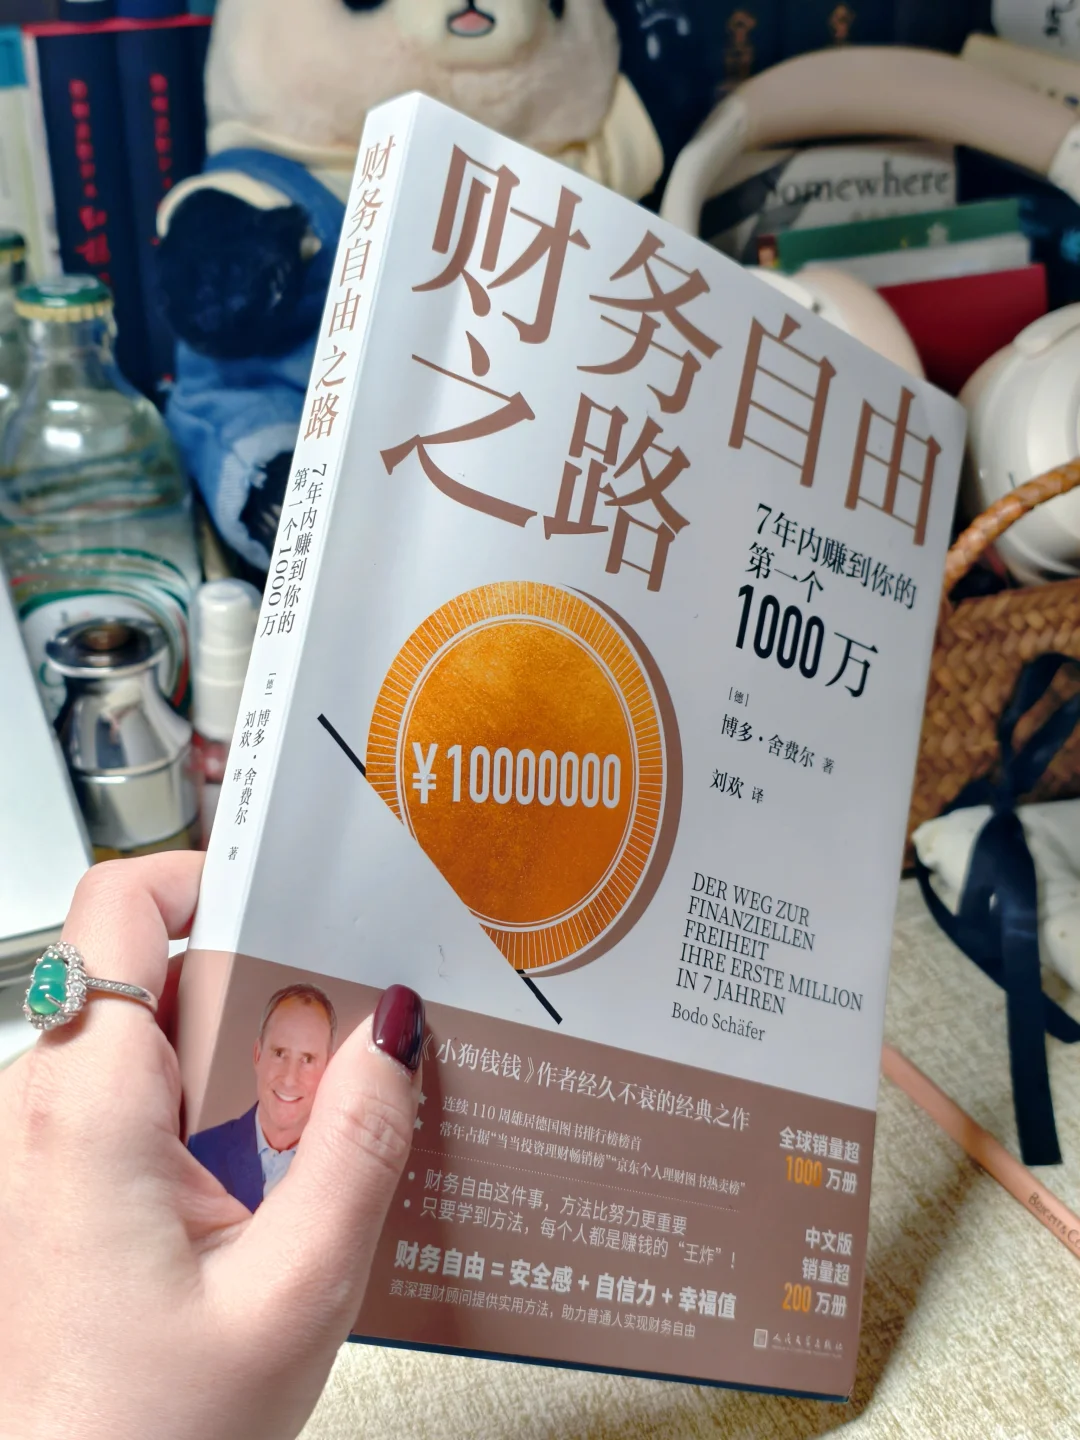 财务自由之路
7年内赚到你的
第一个1000万
[德] 博多·舍费尔 著
刘欢 译
财务自由
之路
7年内赚到你的
第一个
1000万
[德]
博多·舍费尔 著
刘欢 译
¥10000000
DER WEG ZUR
FINANZIELLEN
FREIHEIT
IHRE ERSTE MILLION
IN 7 JAHREN
Bodo Schäfer
《小狗钱钱》作者经久不衰的经典之作
连续110周雄居德国图书排行榜榜首
常年占据“当当投资理财畅销榜”“京东个人理财图书热卖榜”
• 财务自由这件事，方法比努力更重要
• 只要学到方法，每个人都是赚钱的“王炸”！
财务自由=安全感+自信力+幸福值
资深理财顾问提供实用方法，助力普通人实现财务自由
全球销量超
1000万册
中文版
销量超
200万册
人民文学出版社
Somewhere